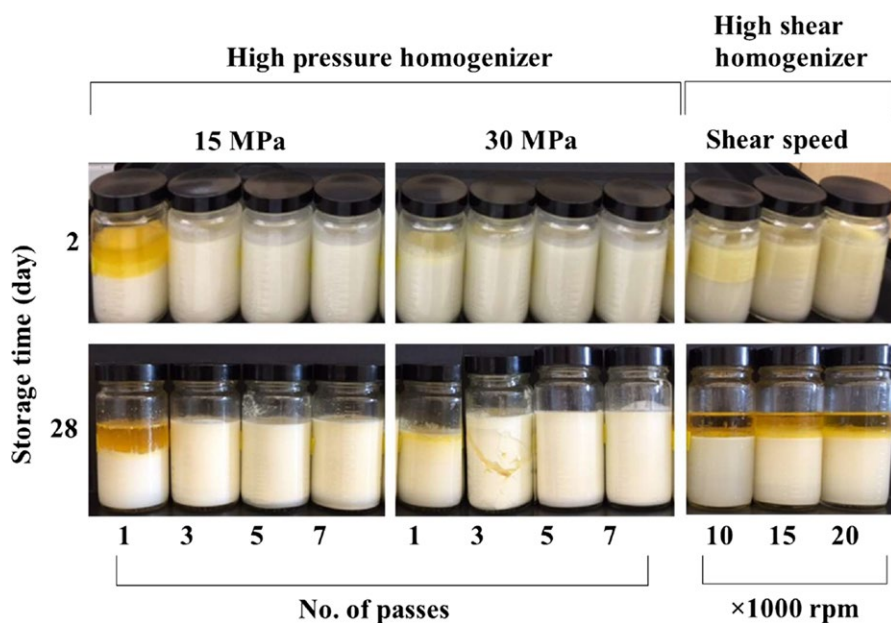 High pressure homogenizer
High shear
homogenizer
15 MPa
30 MPa
Shear speed
Storage time (day)
2
28
1 3 5 7
1 3 5 7
10 15 20
No. of passes
×1000 rpm